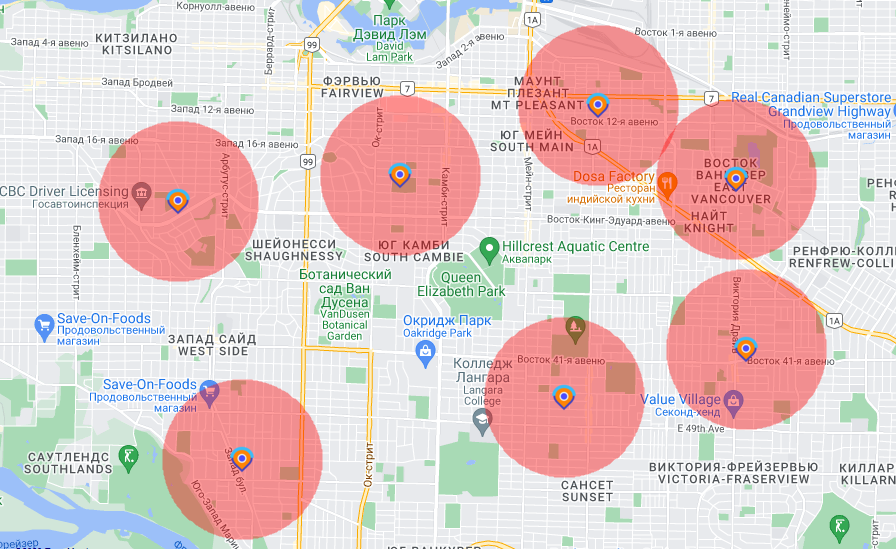 Корнуолл-авеню
Парк
Дэвид Лэм
David
Lam Park
1A
Восток 1-я авеню
Запад 4-я авеню
КИТЗИЛАНО
KITSILANO
Беррард-стрит
99
Запад 2-я авеню
Запад Бродвей
ФЭРВЬЮ
FAIRVIEW
7
МАУНТ
ПЛЕЗАНТ
MT PLEASANT
7
Real Canadian Superstore
Grandview Highway
Продовольственный
магазин
Запад 12-я авеню
Восток 12-я авеню
Запад 16-я авеню
Запад 16-я авеню
Ок-стрит
ЮГ МЕЙН
SOUTH MAIN
1A
99
Арбутус-стрит
Камби-стрит
Мейн-стрит
CBC Driver Licensing
Госавтоинспекция
Dosa Factory
Ресторан
индийской кухни
ВОСТОК
EAST
VANCOUVER
НАЙТ
KNIGHT
Восток-Кинг-Эдуард-авеню
Бленхейм-стрит
ШЕЙОНЕССИ
SHAUGHNESSY
ЮГ КАМБИ
SOUTH CAMBIE
Hillcrest Aquatic Centre
Аквапарк
РЕНФРЮ-КОЛЛ
RENFREW-COLLI
Ботанический
сад Ван
Дусена
VanDusen
Botanical
Garden
Queen
Elizabeth Park
Виктория Драйв
1A
Save-On-Foods
Продовольственный
магазин
Окридж Парк
Oakridge Park
ЗАПАД САЙД
WEST SIDE
Колледж
Лангара
Langara
College
Восток 41-я авеню
Восток 41-я авеню
Save-On-Foods
Продовольственный
магазин
Value Village
Секонд-хенд
E 49th Ave
САУТЛЕНДС
SOUTHLANDS
Запад бул
Юго-Запад Марин
Ок-стрит
САНСЕТ
SUNSET
ВИКТОРИЯ-ФРЕЙЗЕРВЬЮ
VICTORIA-FRASERVIEW
КИЛЛАР
KILLARN